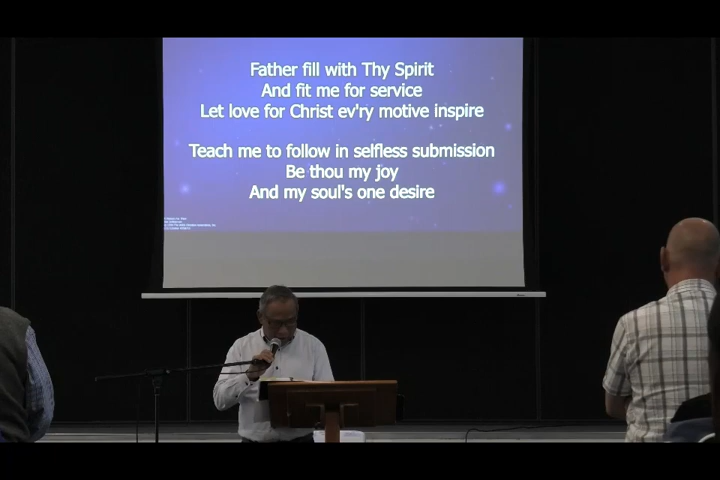 Father fill with Thy Spirit
And fit me for service
Let love for Christ ev'ry motive inspire
Teach me to follow in selfless submission
Be thou my joy
And my soul's one desire